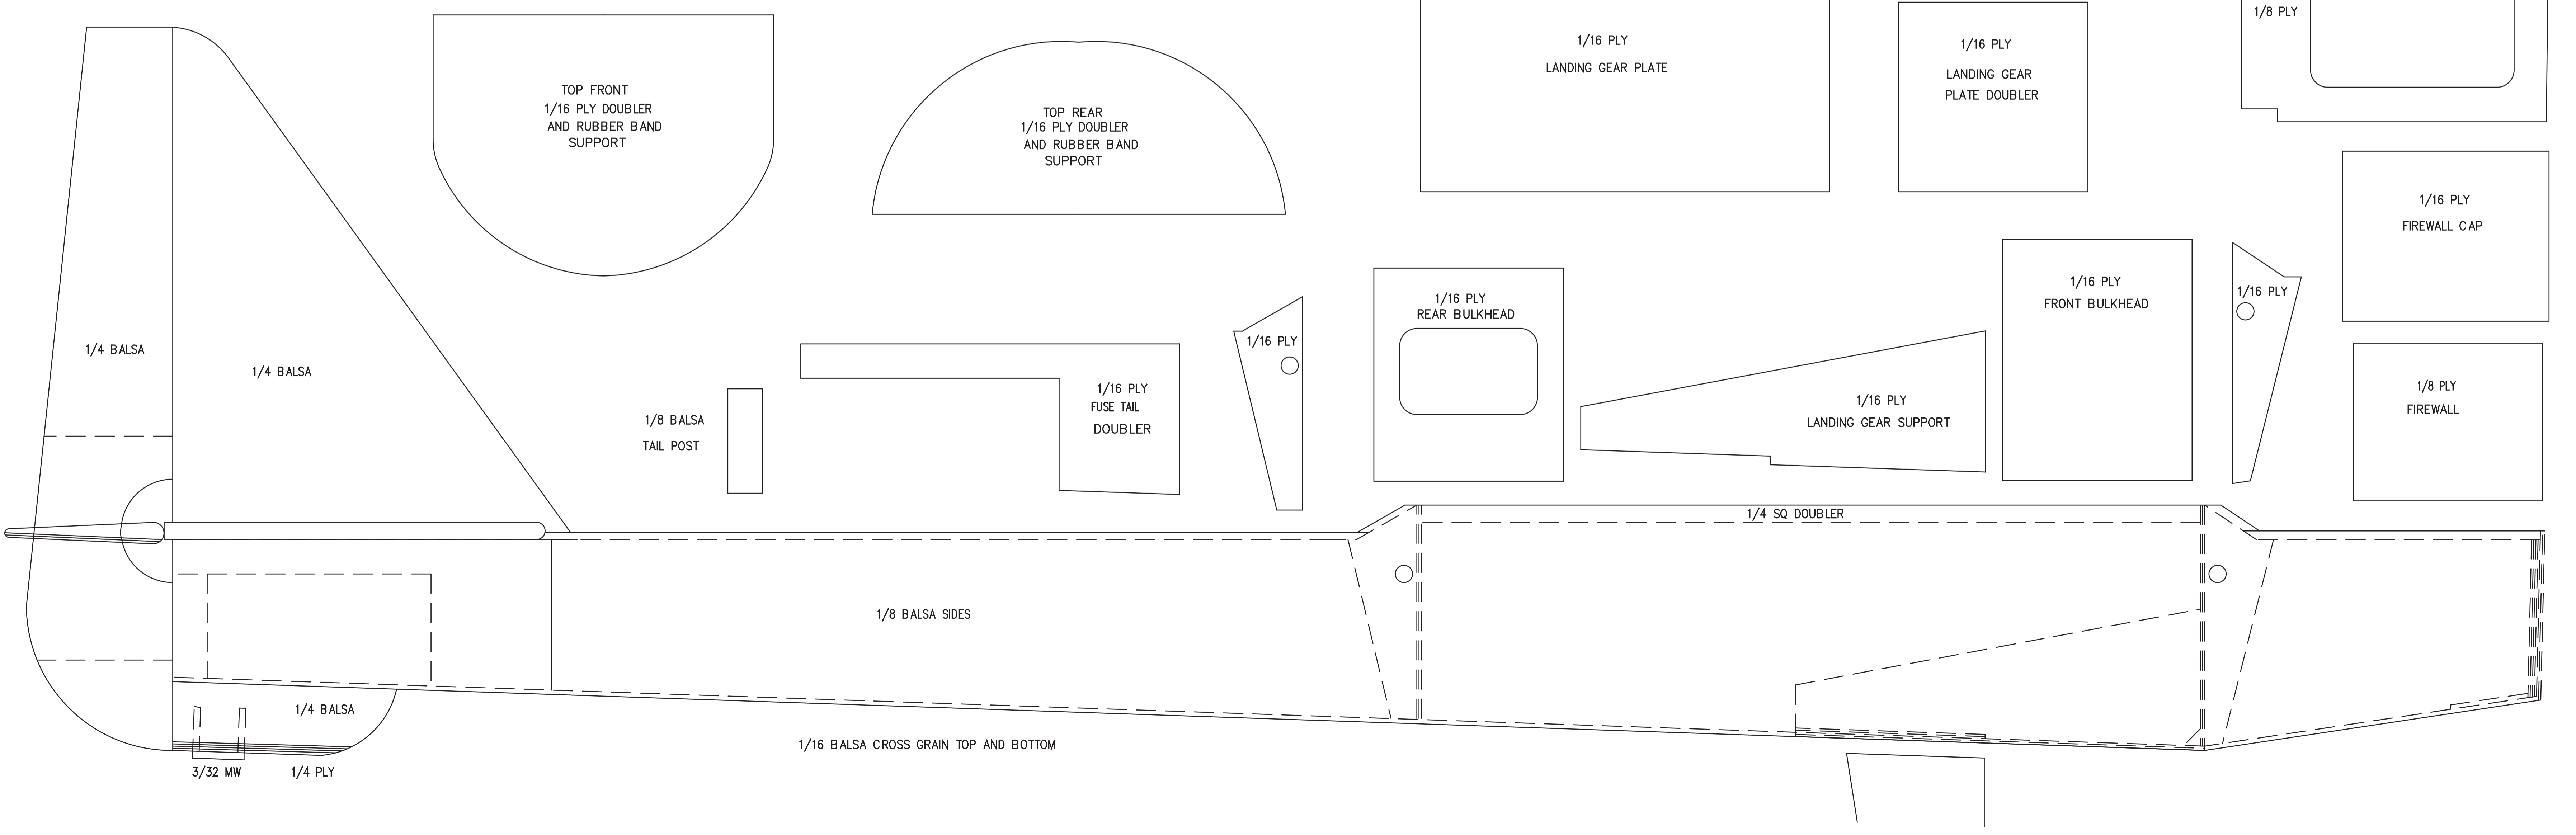 1/8 PLY
1/16 PLY
LANDING GEAR PLATE
1/16 PLY
LANDING GEAR
PLATE DOUBLER
TOP FRONT
1/16 PLY DOUBLER
AND RUBBER BAND
SUPPORT
TOP REAR
1/16 PLY DOUBLER
AND RUBBER BAND
SUPPORT
1/16 PLY
FIREWALL CAP
1/16 PLY
FRONT BULKHEAD
1/16 PLY
1/16 PLY
REAR BULKHEAD
1/16 PLY
1/4 BALSA
1/4 BALSA
1/8 BALSA
TAIL POST
1/16 PLY
FUSE TAIL
DOUBLER
1/16 PLY
LANDING GEAR SUPPORT
1/8 PLY
FIREWALL
1/4 SQ DOUBLER
1/8 BALSA SIDES
1/4 BALSA
1/16 BALSA CROSS GRAIN TOP AND BOTTOM
3/32 MW
1/4 PLY